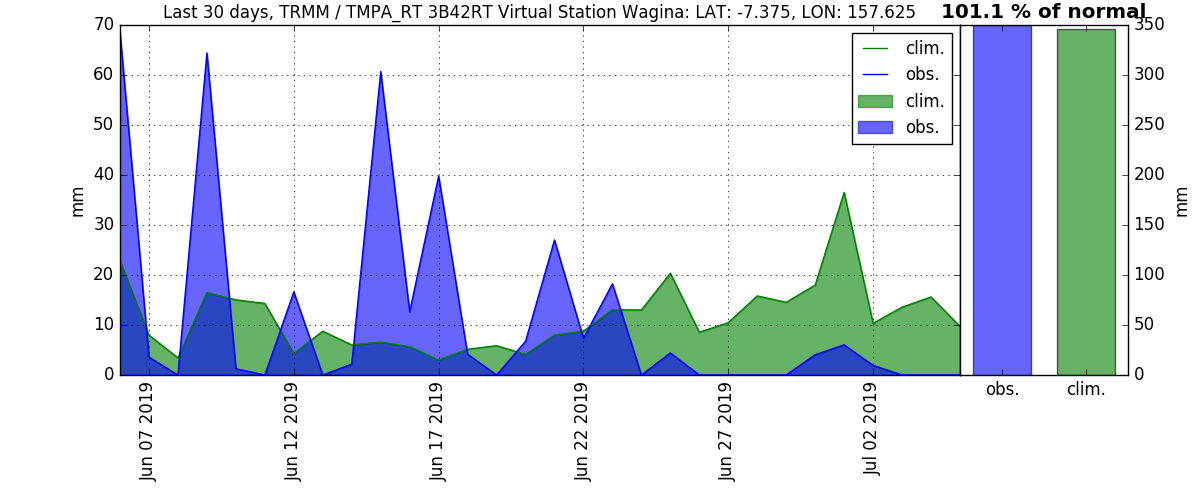 Last 30 days, TRMM / TMPA_RT 3B42RT Virtual Station Wagina: LAT: -7.375, LON: 157.625
101.1 % of normal
70
60
50
40
30
20
10
0
mm
clim.
obs.
clim.
obs.
350
300
250
200
150
100
50
0
mm
Jun 07 2019
Jun 12 2019
Jun 17 2019
Jun 22 2019
Jun 27 2019
Jul 02 2019
obs.
clim.